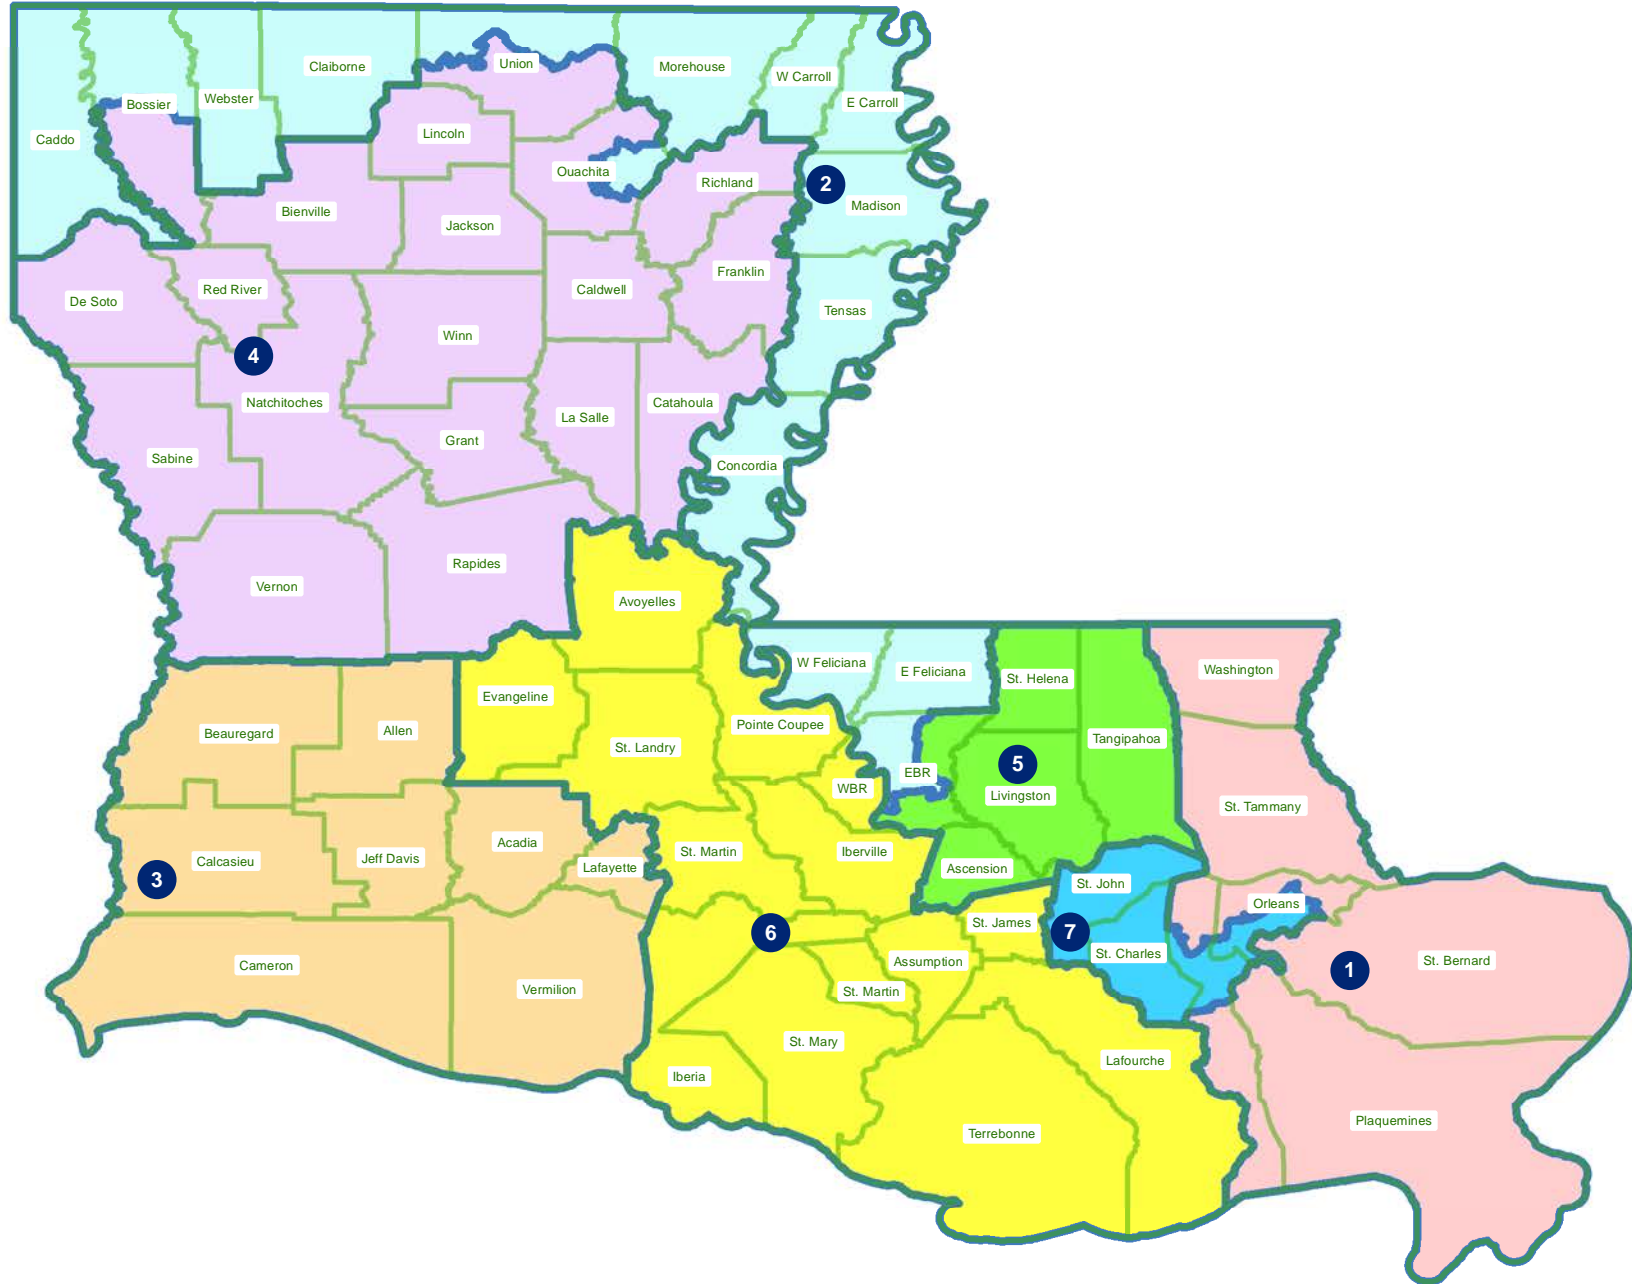 Union
Claiborne
Morehouse
W Carroll
Webster
Bossier
E Carroll
Caddo
Lincoln
Ouachita
Richland
2
Madison
Bienville
Jackson
Franklin
Red River
Caldwell
De Soto
Tensas
Winn
4
Natchitoches
Catahoula
La Salle
Grant
Sabine
Concordia
Rapides
Vernon
Avoyelles
W Feliciana
E Feliciana
St. Helena
Washington
Evangeline
Pointe Coupee
Beauregard
Allen
St. Landry
Tangipahoa
5
EBR
WBR
Livingston
St. Tammany
Acadia
St. Martin
Iberville
Jeff Davis
Calcasieu
Lafayette
Ascension
3
St. John
Orleans
St. James
6
7
St. Charles
Assumption
St. Bernard
Cameron
1
Vermilion
St. Martin
St. Mary
Lafourche
Iberia
Plaquemines
Terrebonne